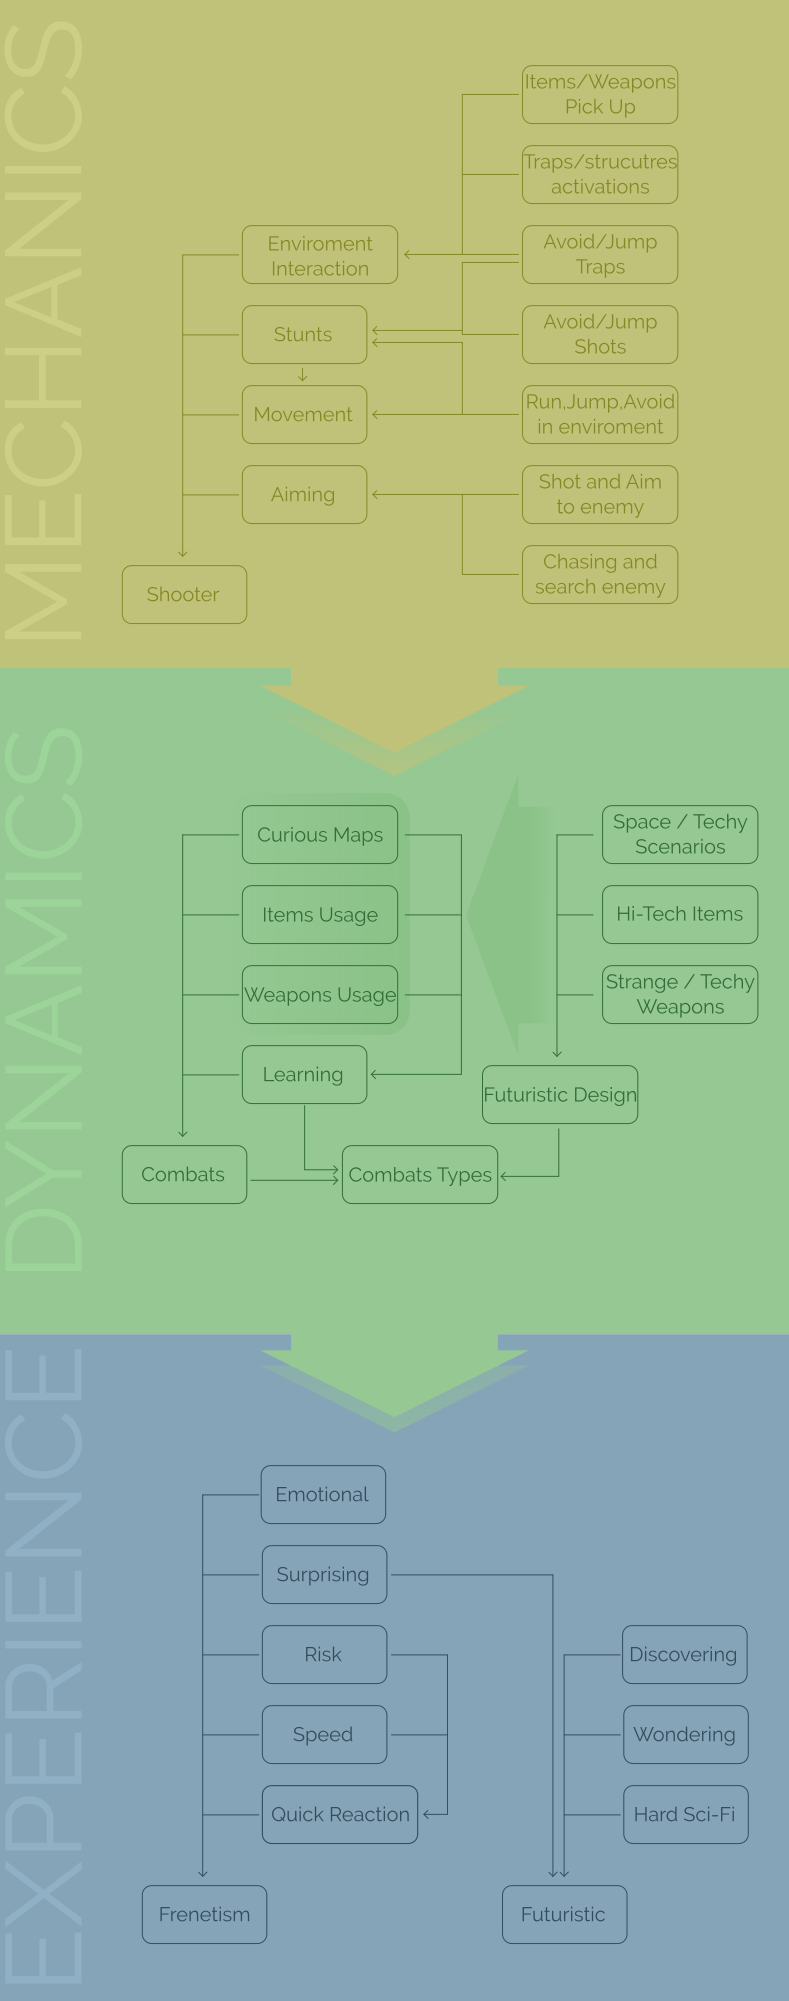 MECHANICS
Items/Weapons
Pick Up
Traps/strucutres
activations
Enviroment
Interaction
Avoid/Jump
Traps
Stunts
Avoid/Jump
Shots
Movement
Run,Jump,Avoid
in enviroment
Aiming
Shot and Aim
to enemy
Chasing and
search enemy
Shooter
DYNAMICS
Curious Maps
Space / Techy
Scenarios
Items Usage
Hi-Tech Items
Weapons Usage
Strange / Techy
Weapons
Learning
Futuristic Design
Combats
Combats Types
EXPERIENCE
Emotional
Surprising
Risk
Discovering
Speed
Wondering
Quick Reaction
Hard Sci-Fi
Frenetism
Futuristic